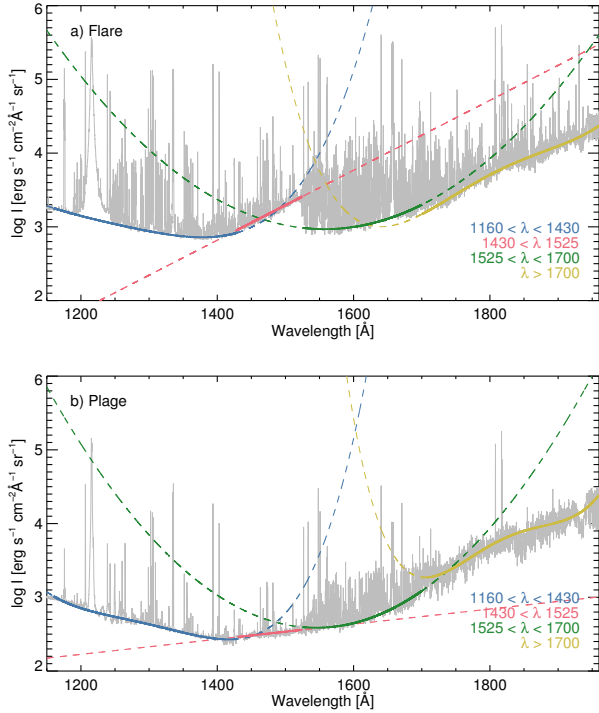 6
a) Flare
5
4
3
2
log I [erg s⁻¹ cm⁻²Å⁻¹ sr⁻¹]
1160 < λ < 1430
1430 < λ 1525
1525 < λ < 1700
λ > 1700
1200 1400 1600 1800
Wavelength [Å]
6
b) Plage
5
4
3
2
log I [erg s⁻¹ cm⁻²Å⁻¹ sr⁻¹]
1160 < λ < 1430
1430 < λ 1525
1525 < λ < 1700
λ > 1700
1200 1400 1600 1800
Wavelength [Å]